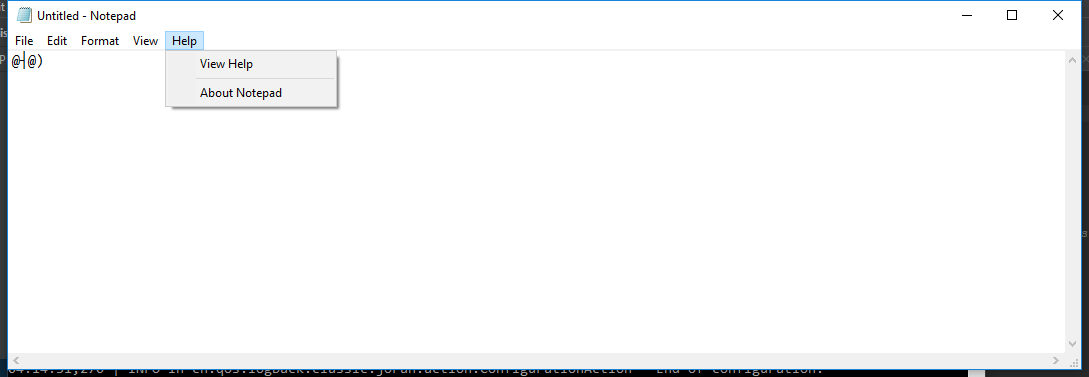 Untitled - Notepad
File Edit Format View Help
@-@)
View Help
About Notepad
04:14:51,270 | INFO in ch.qos.logback.classic.joran.action.ConfigurationAction - End of configuration.